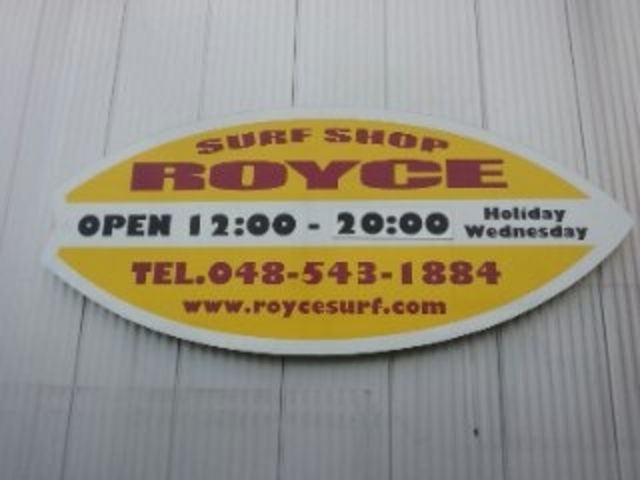 SURF SHOP
ROYCE
OPEN 12:00 - 20:00
Holiday
Wednesday
TEL.048-543-1884
www.roycesurf.com